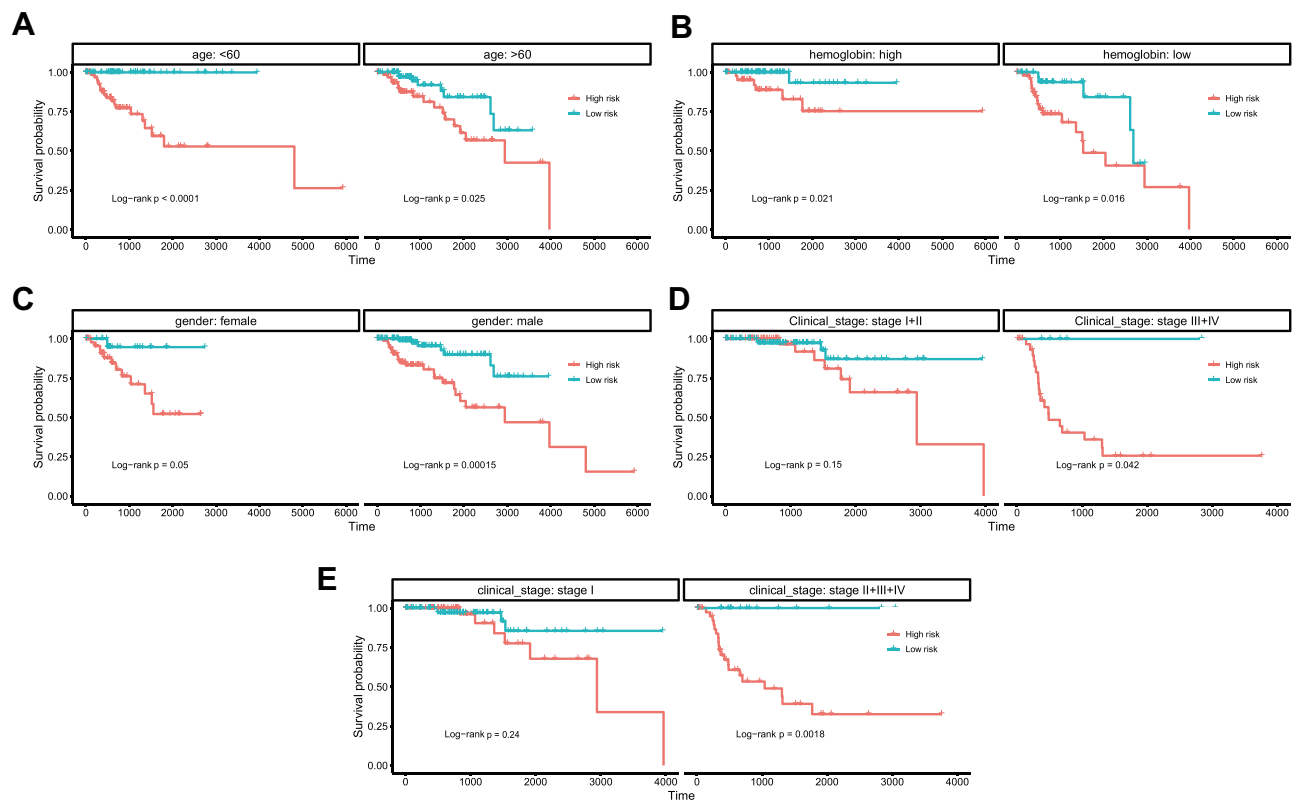 A
age: <60
age: >60
Survival probability
1.00
0.75
0.50
0.25
0.00
High risk
Low risk
Log−rank p < 0.0001
Log−rank p = 0.025
0 1000 2000 3000 4000 5000 6000
0 1000 2000 3000 4000 5000 6000
Time
B
hemoglobin: high
hemoglobin: low
Survival probability
1.00
0.75
0.50
0.25
0.00
High risk
Low risk
Log−rank p = 0.021
Log−rank p = 0.016
0 1000 2000 3000 4000 5000 6000
0 1000 2000 3000 4000 5000 6000
Time
C
gender: female
gender: male
Survival probability
1.00
0.75
0.50
0.25
0.00
High risk
Low risk
Log−rank p = 0.05
Log−rank p = 0.00015
0 1000 2000 3000 4000 5000 6000
0 1000 2000 3000 4000 5000 6000
Time
D
Clinical_stage: stage I+II
Clinical_stage: stage III+IV
Survival probability
1.00
0.75
0.50
0.25
0.00
High risk
Low risk
Log−rank p = 0.15
Log−rank p = 0.042
0 1000 2000 3000 4000
0 1000 2000 3000 4000
Time
E
clinical_stage: stage I
clinical_stage: stage II+III+IV
Survival probability
1.00
0.75
0.50
0.25
0.00
High risk
Low risk
Log−rank p = 0.24
Log−rank p = 0.0018
0 1000 2000 3000 4000
0 1000 2000 3000 4000
Time